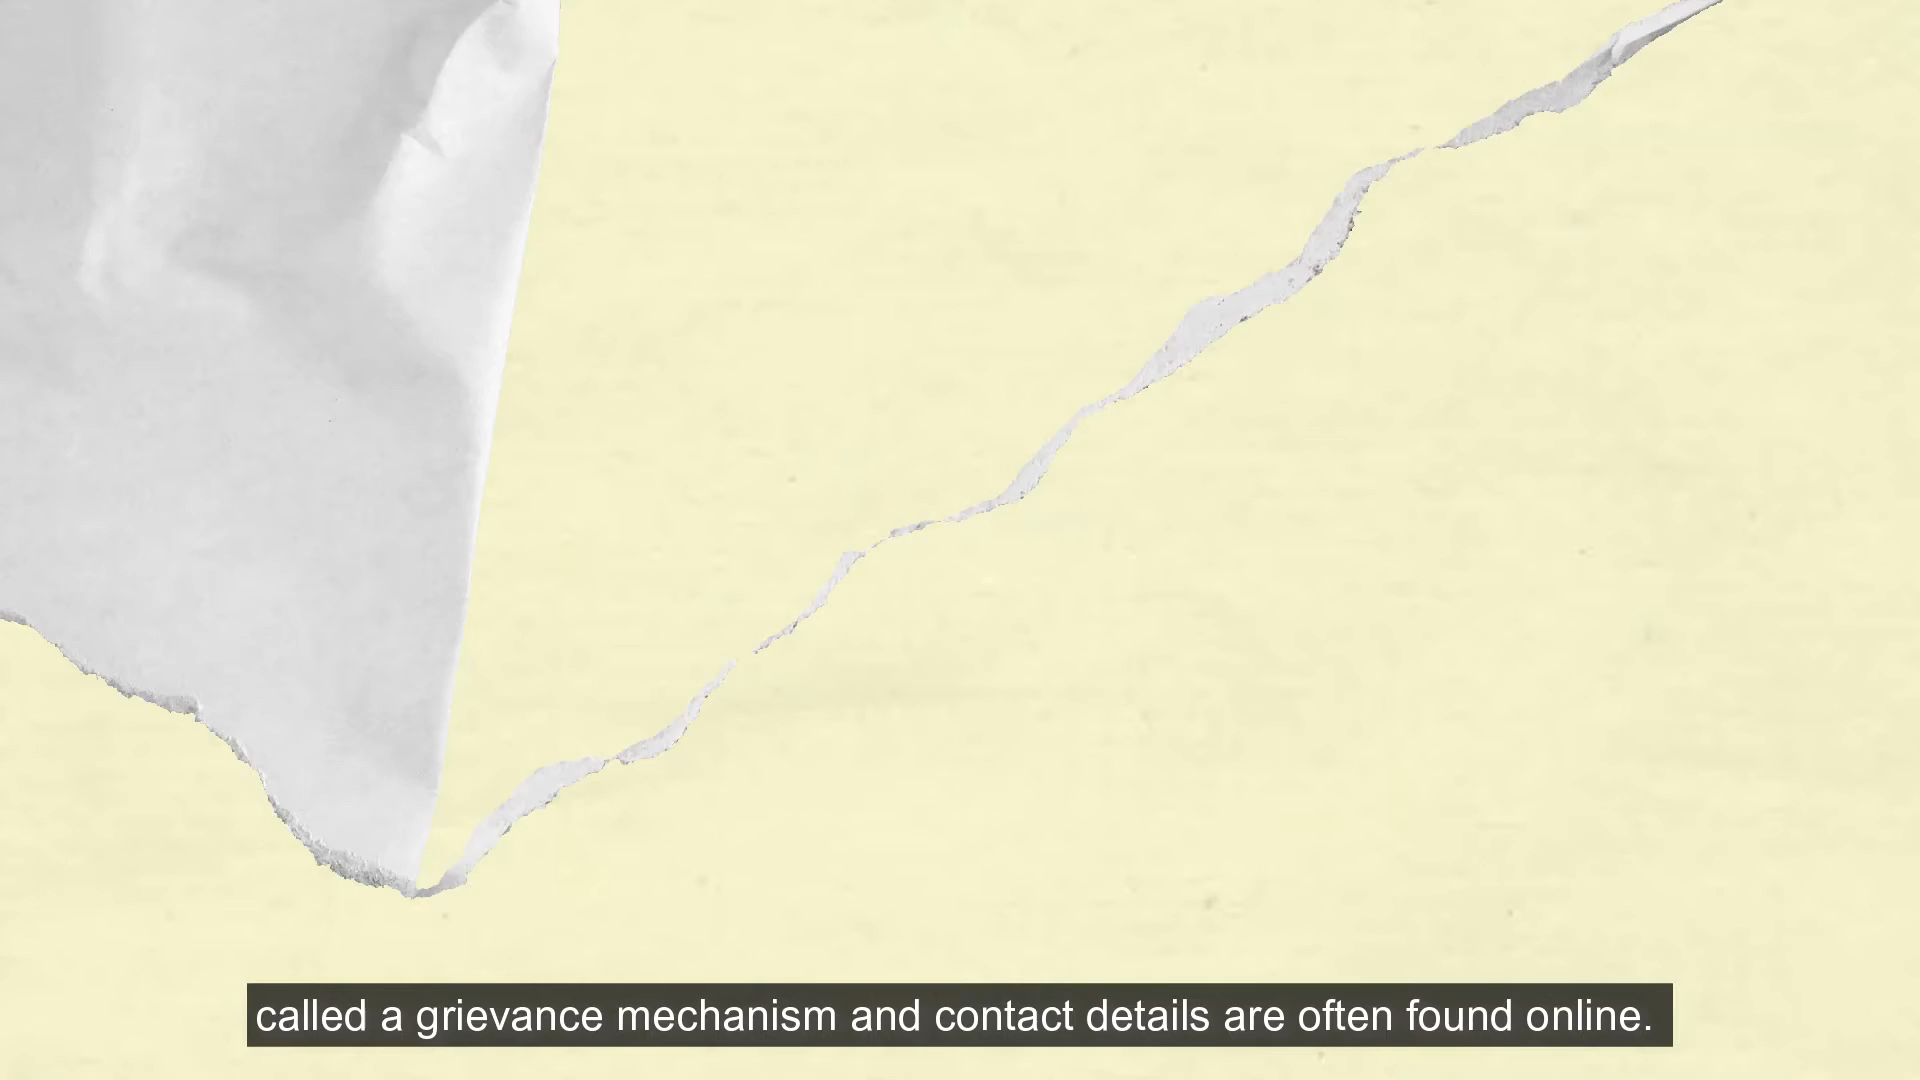 called a grievance mechanism and contact details are often found online.